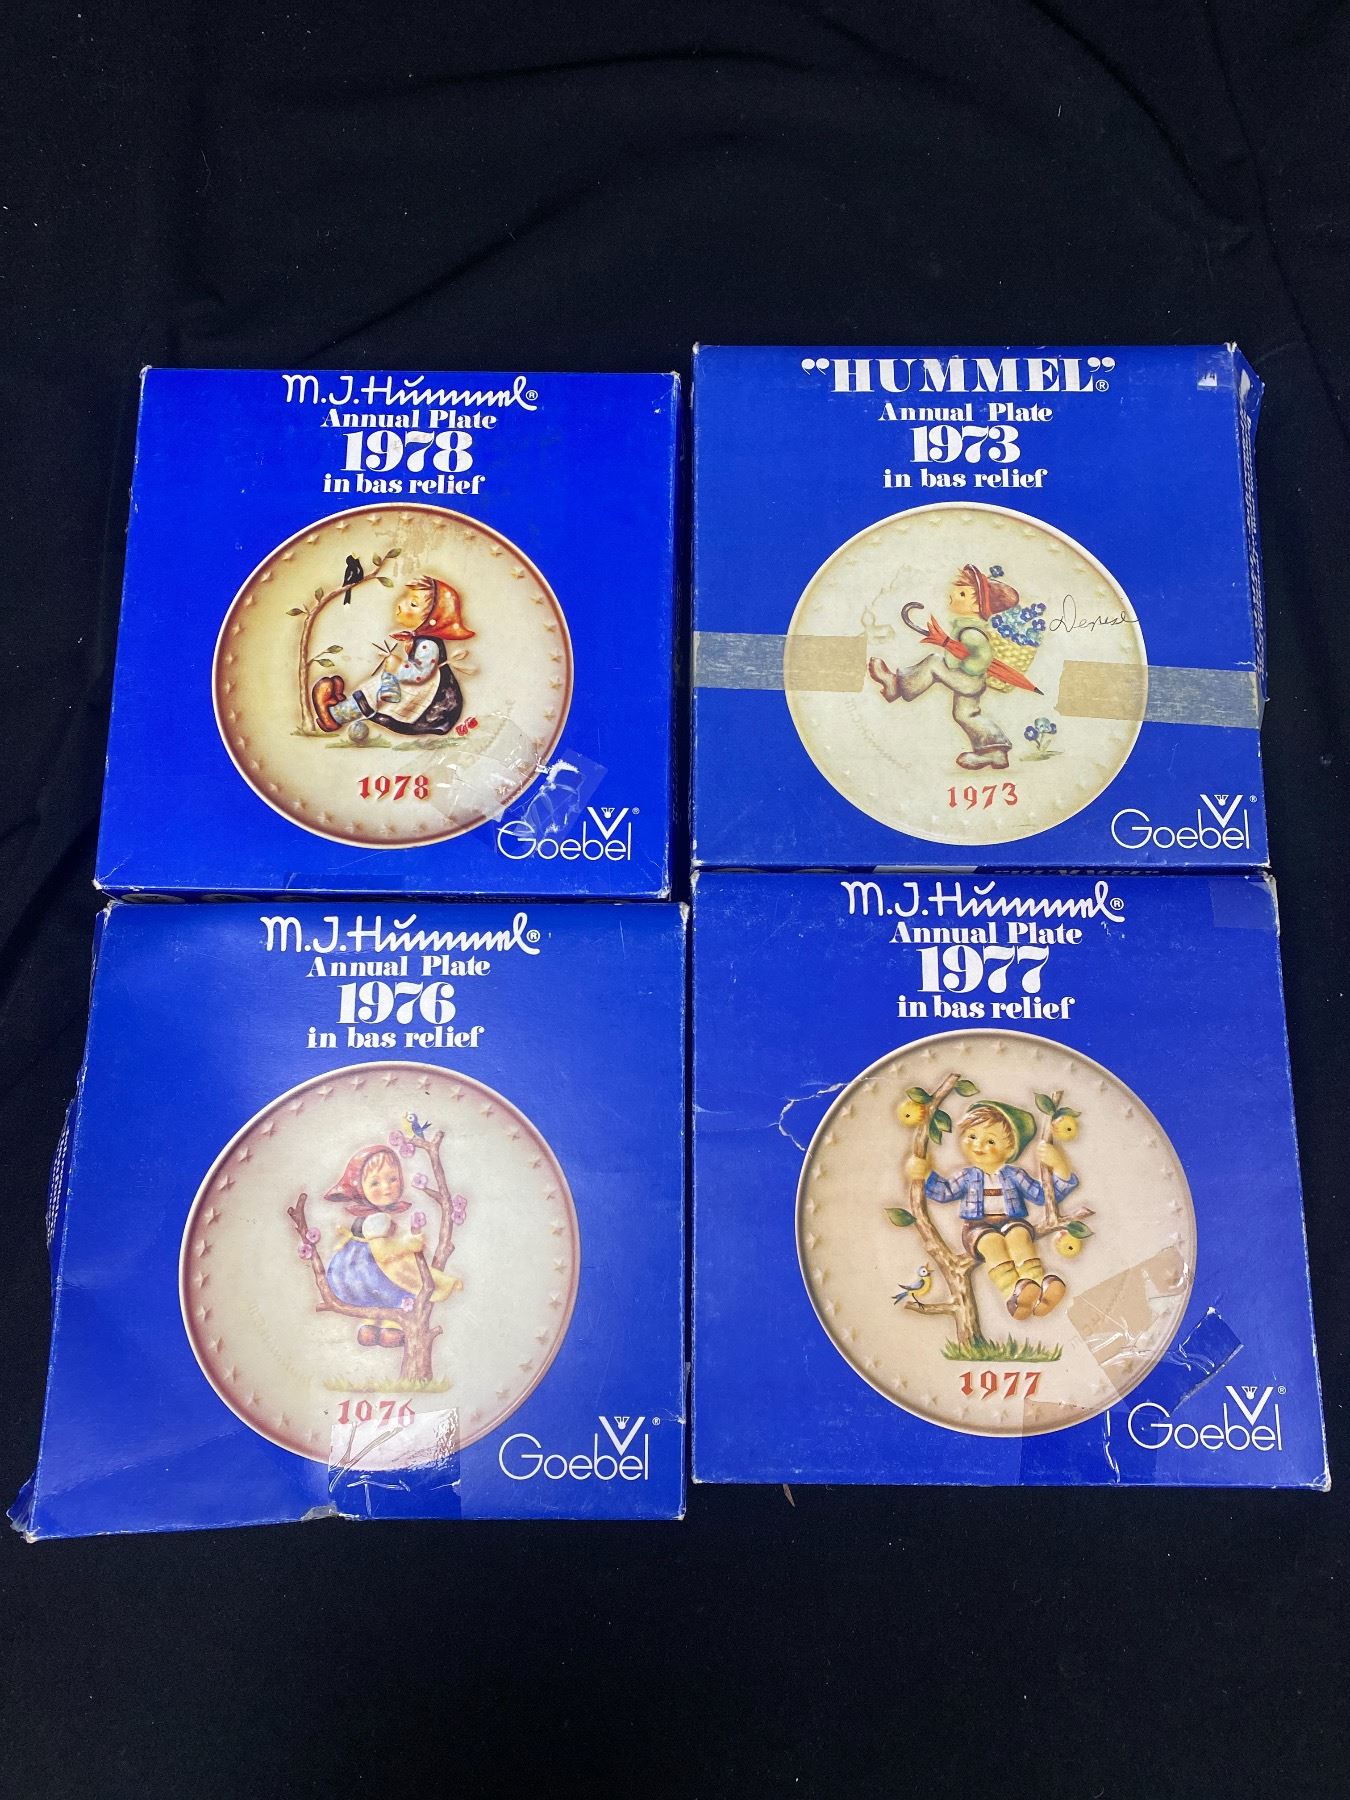 M.J. Hummel®
Annual Plate
1978
in bas relief
1978
Goebel
“HUMMEL”®
Annual Plate
1973
in bas relief
Denise
1973
Goebel®
M.J. Hummel®
Annual Plate
1976
in bas relief
1976
Goebel®
M.J. Hummel®
Annual Plate
1977
in bas relief
1977
Goebel®